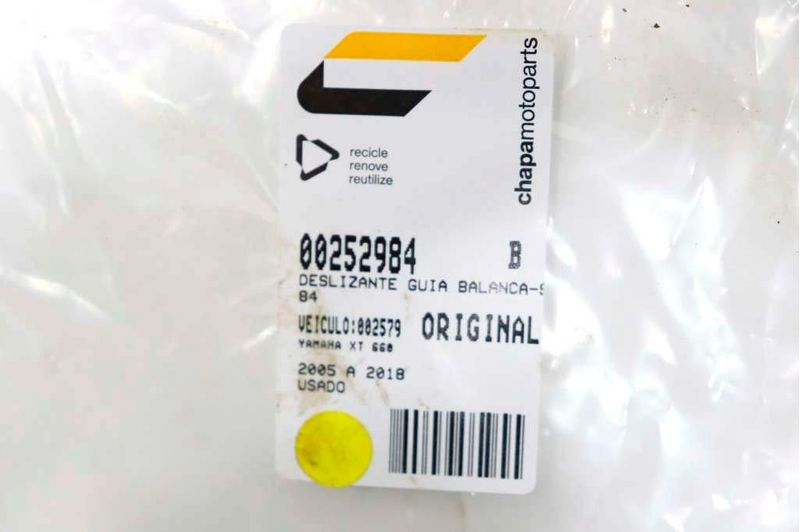 chapamotoparts
recicle
renove
reutilize
00252984 B
DESLIZANTE GUIA BALANCA-S
84
VEICULO:002579 ORIGINAL
YAMAHA XT 660
2005 A 2018
USADO